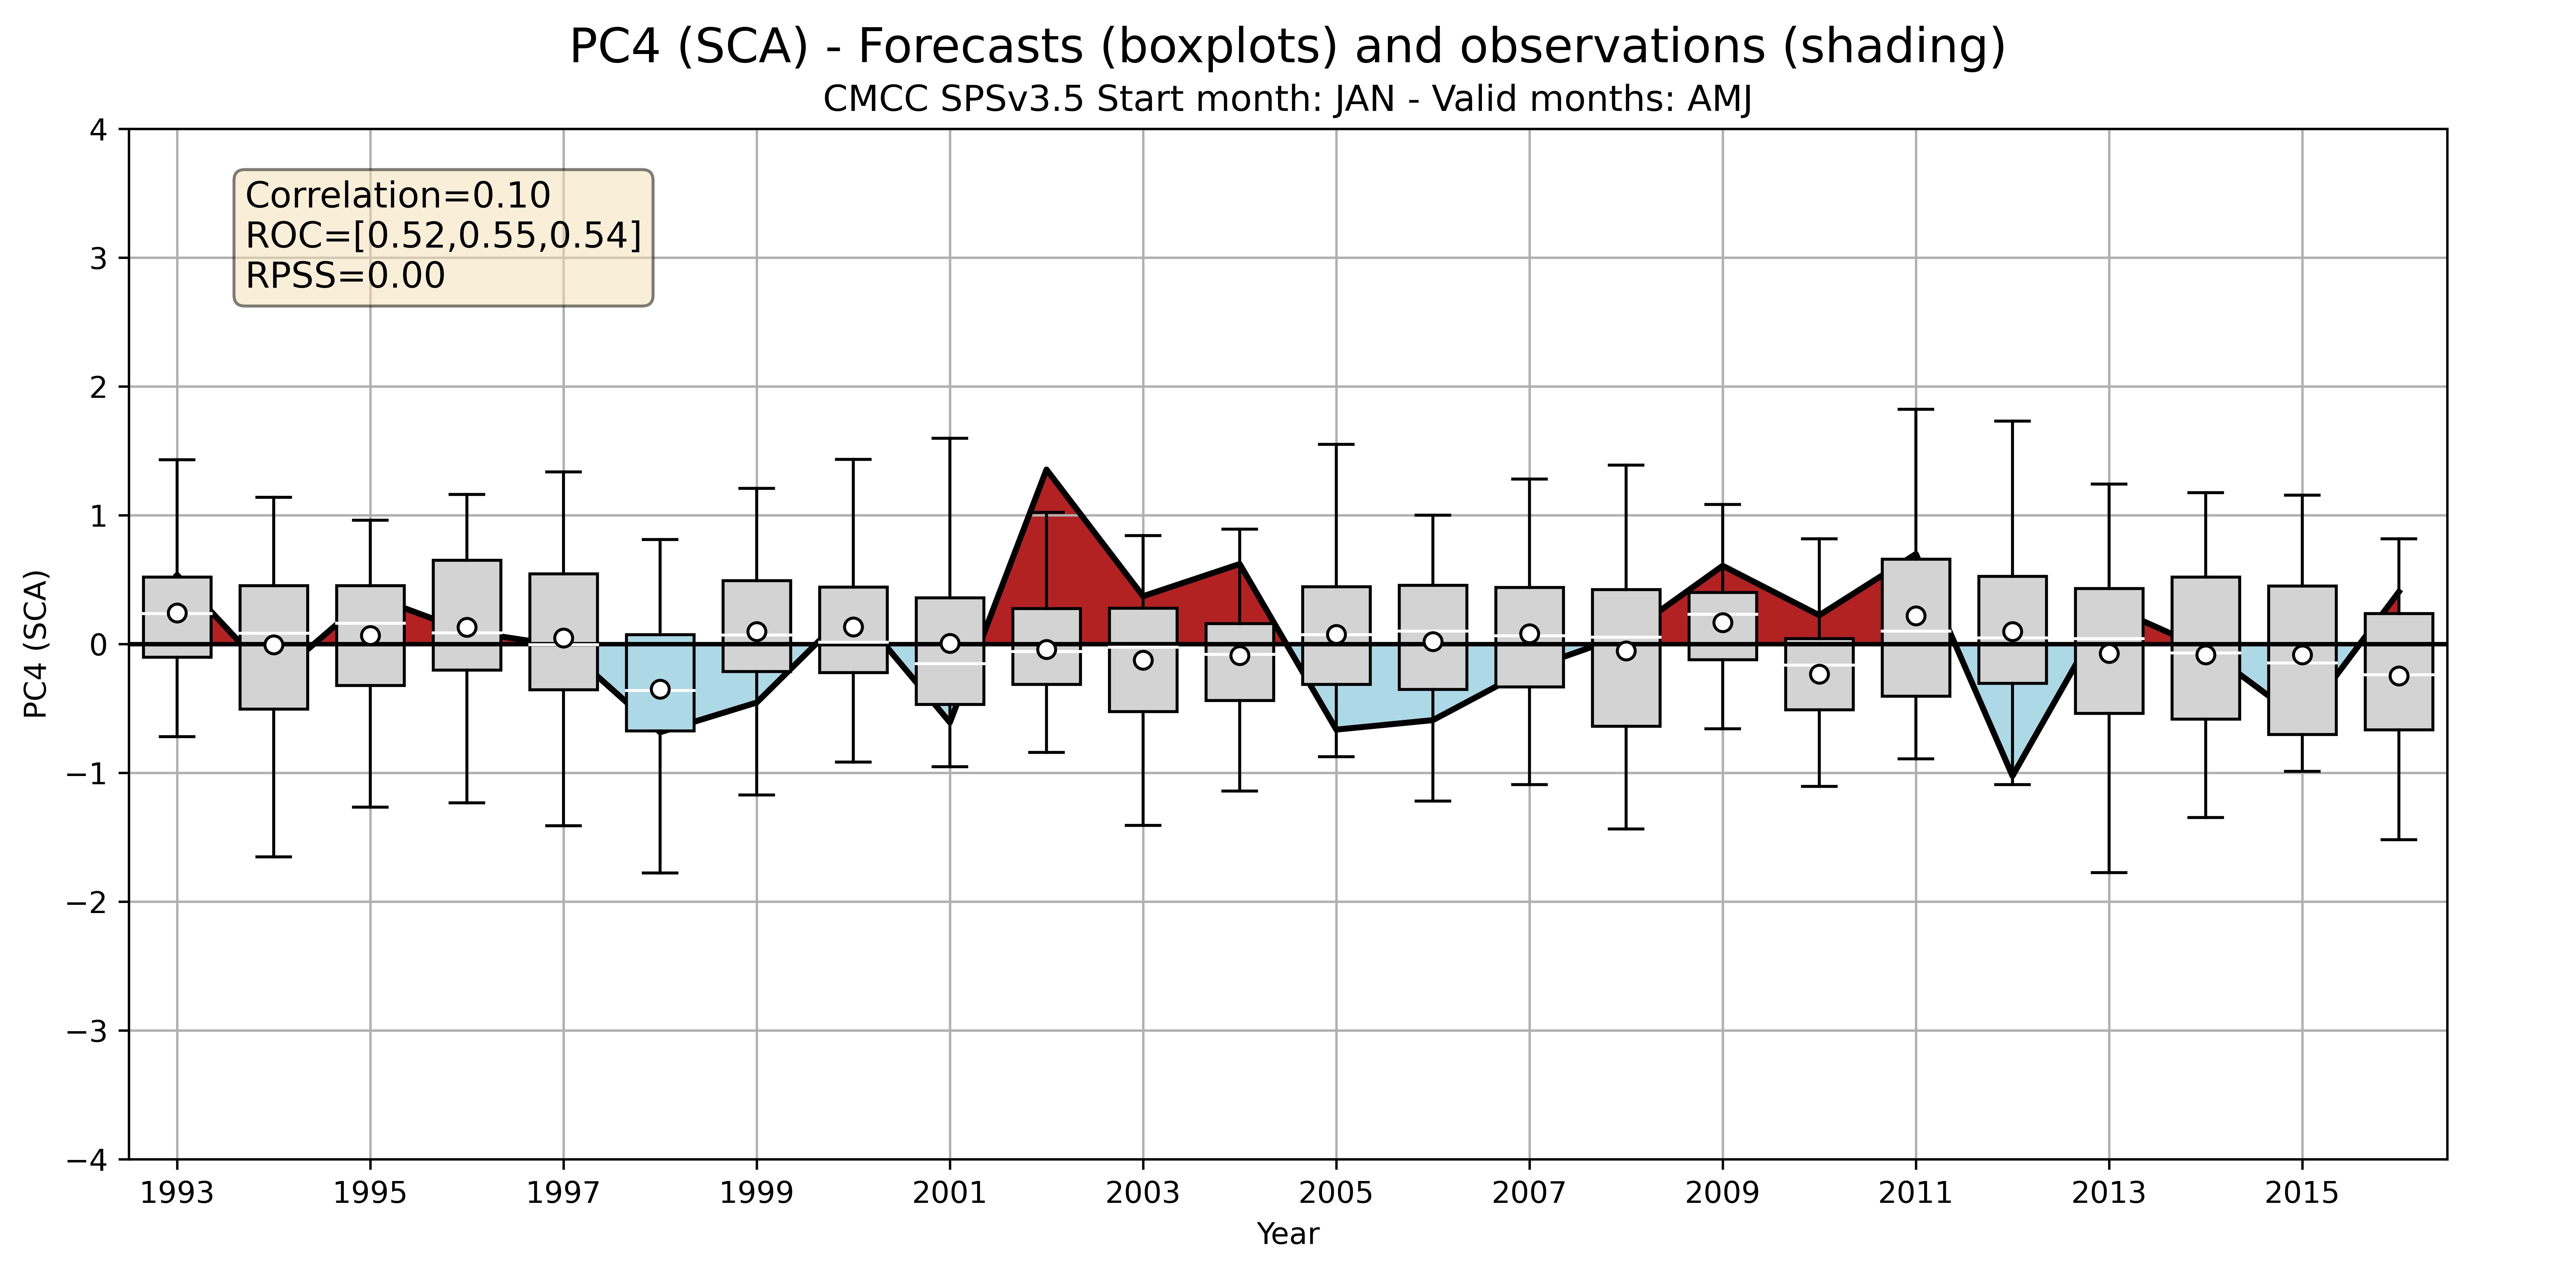 PC4 (SCA) - Forecasts (boxplots) and observations (shading)
CMCC SPSv3.5 Start month: JAN - Valid months: AMJ
Correlation=0.10
ROC=[0.52,0.55,0.54]
RPSS=0.00
PC4 (SCA)
4
3
2
1
0
−1
−2
−3
−4
1993 1995 1997 1999 2001 2003 2005 2007 2009 2011 2013 2015
Year